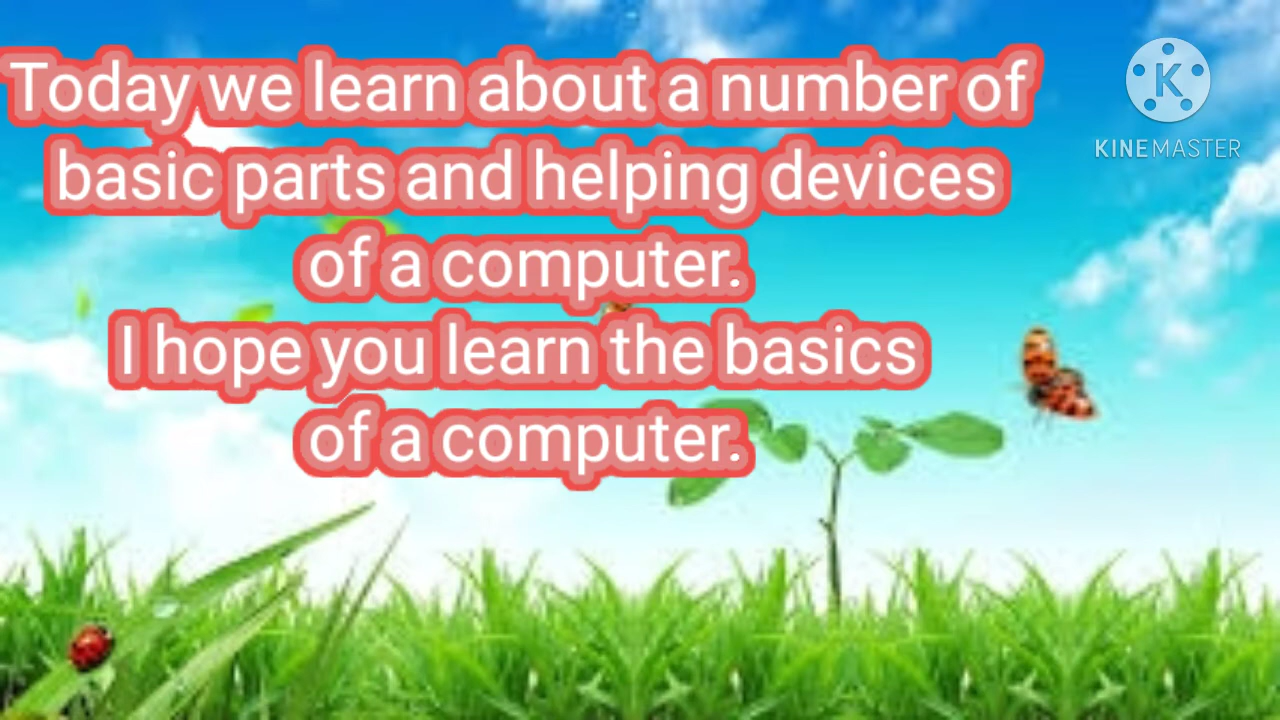 Today we learn about a number of
basic parts and helping devices
of a computer.
I hope you learn the basics
of a computer.
K
KINEMASTER